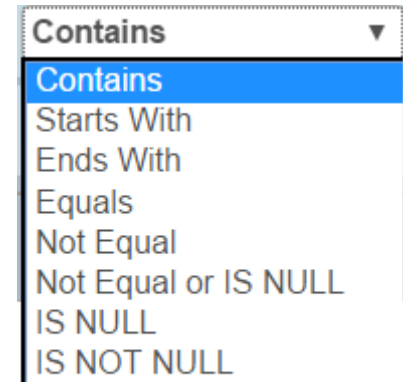 Contains ▼
Contains
Starts With
Ends With
Equals
Not Equal
Not Equal or IS NULL
IS NULL
IS NOT NULL